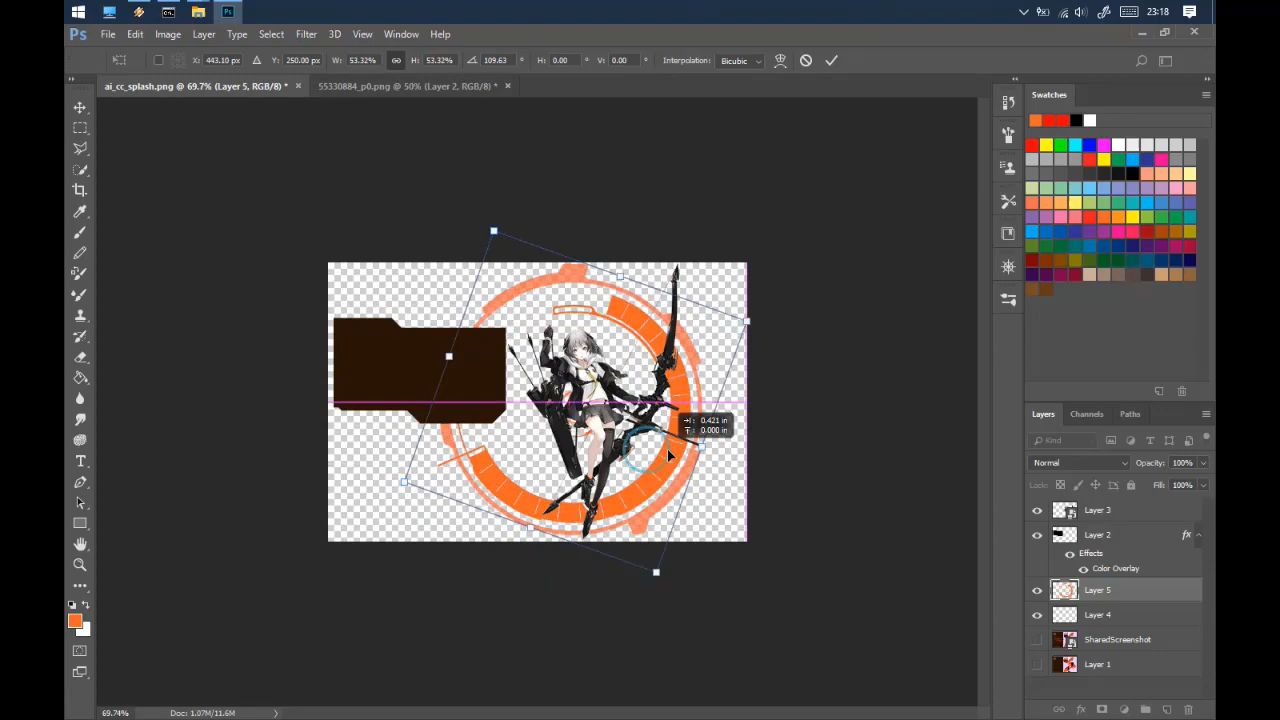 23:18
Ps File Edit Image Layer Type Select Filter 3D View Window Help
X: 443.10 px Y: 250.00 px W: 53.32% H: 53.32% 109.63 ° H: 0.00 ° V: 0.00 ° Interpolation: Bicubic
ai_cc_splash.png @ 69.7% (Layer 5, RGB/8) * × 55330884_p0.png @ 50% (Layer 2, RGB/8) * ×
Swatches
H: 0.421 in
0.000 in
Layers Channels Paths
Kind
Normal Opacity: 100%
Lock: Fill: 100%
Layer 3
Layer 2 fx
Effects
Color Overlay
Layer 5
Layer 4
SharedScreenshot
Layer 1
69.74% Doc: 1.07M/11.6M
fx